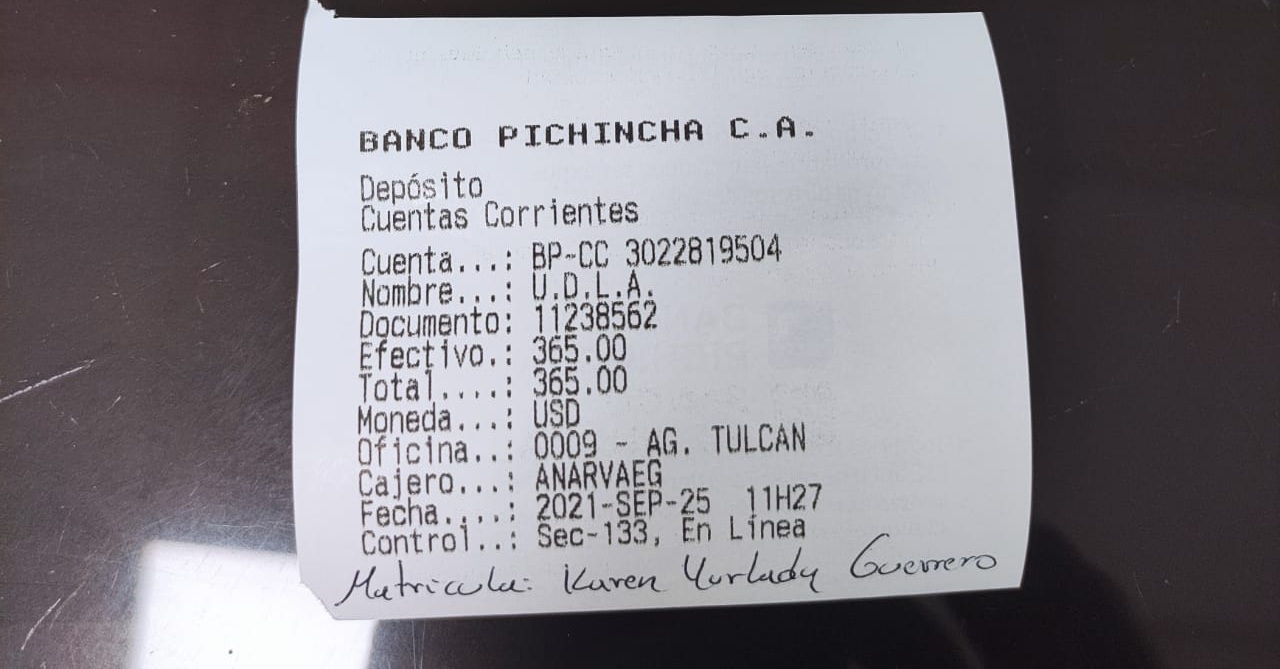 BANCO PICHINCHA C.A.
Depósito
Cuentas Corrientes
Cuenta...: BP-CC 3022819504
Nombre...: U.D.L.A.
Documento: 11238562
Efectivo.: 365.00
Total....: 365.00
Moneda...: USD
Oficina..: 0009 - AG. TULCAN
Cajero...: ANARVAEG
Fecha....: 2021-SEP-25 11H27
Control..: Sec-133, En Línea
Matricula: Karen Yurlady Guerrero